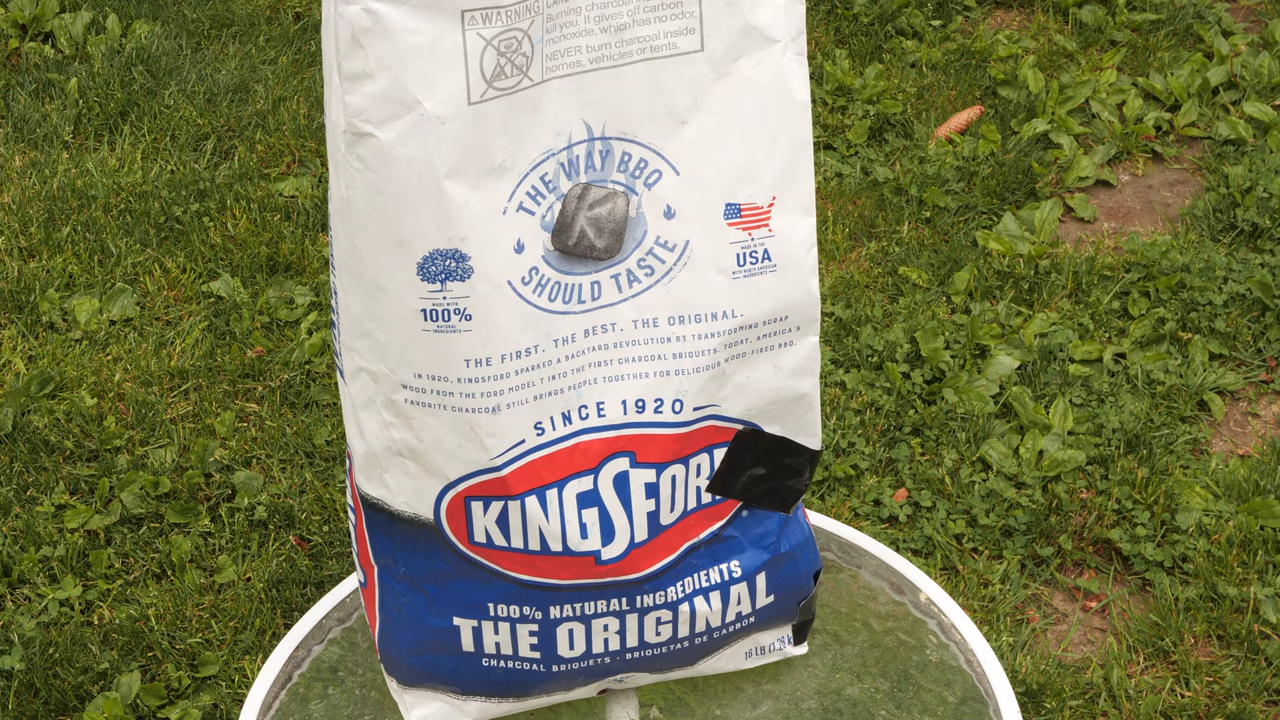 WARNING
Burning charcoal in
kill you. It gives off carbon
monoxide, which has no odor.
NEVER burn charcoal inside
homes, vehicles or tents.
THE WAY BBQ
K
SHOULD TASTE
MADE IN THE
USA
WITH NORTH AMERICAN
INGREDIENTS
MADE WITH
100%
NATURAL
INGREDIENTS
THE FIRST. THE BEST. THE ORIGINAL.
IN 1920, KINGSFORD SPARKED A BACKYARD REVOLUTION BY TRANSFORMING SCRAP
WOOD FROM THE FORD MODEL T INTO THE FIRST CHARCOAL BRIQUETS. TODAY, AMERICA'S
FAVORITE CHARCOAL STILL BRINGS PEOPLE TOGETHER FOR DELICIOUS WOOD-FIRED BBQ.
SINCE 1920
KINGSFOR
®
100% NATURAL INGREDIENTS
THE ORIGINAL
CHARCOAL BRIQUETS · BRIQUETAS DE CARBÓN
16 LB